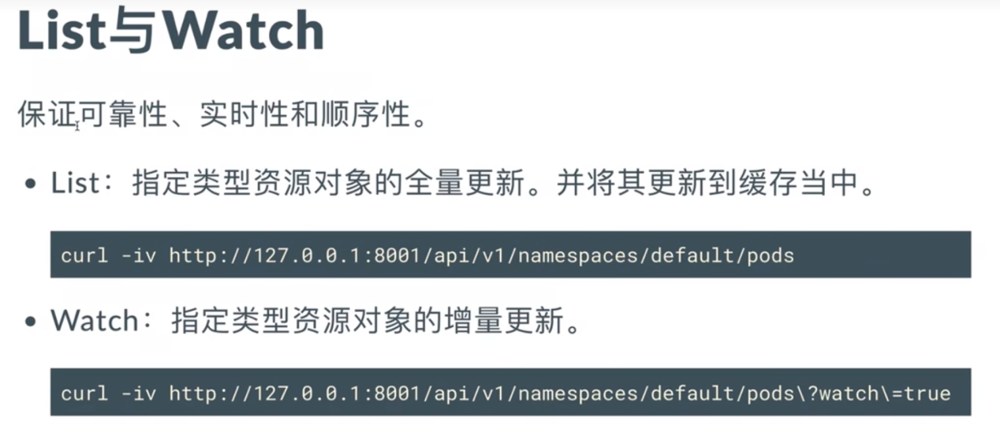 List与Watch
保证可靠性、实时性和顺序性。
• List：指定类型资源对象的全量更新。并将其更新到缓存当中。
curl -iv http://127.0.0.1:8001/api/v1/namespaces/default/pods
• Watch：指定类型资源对象的增量更新。
curl -iv http://127.0.0.1:8001/api/v1/namespaces/default/pods\?watch\=true